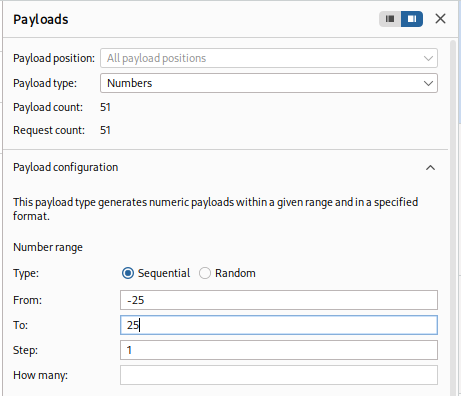 Payloads
Payload position: All payload positions
Payload type: Numbers
Payload count: 51
Request count: 51
Payload configuration
This payload type generates numeric payloads within a given range and in a specified
format.
Number range
Type: Sequential Random
From: -25
To: 25
Step: 1
How many: